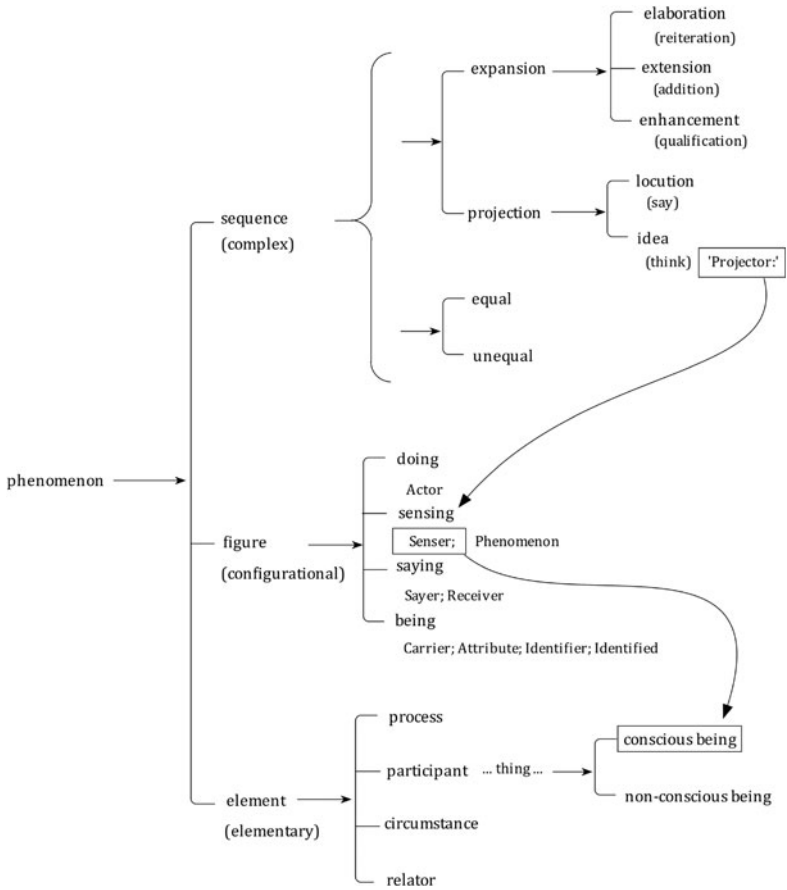 elaboration
(reiteration)
expansion
extension
(addition)
enhancement
(qualification)
locution
(say)
sequence
(complex)
projection
idea
(think)
'Projector:'
equal
unequal
doing
phenomenon
Actor
sensing
figure
(configurational)
Senser; Phenomenon
saying
Sayer; Receiver
being
Carrier; Attribute; Identifier; Identified
process
conscious being
participant ... thing ...
element
(elementary)
non-conscious being
circumstance
relator